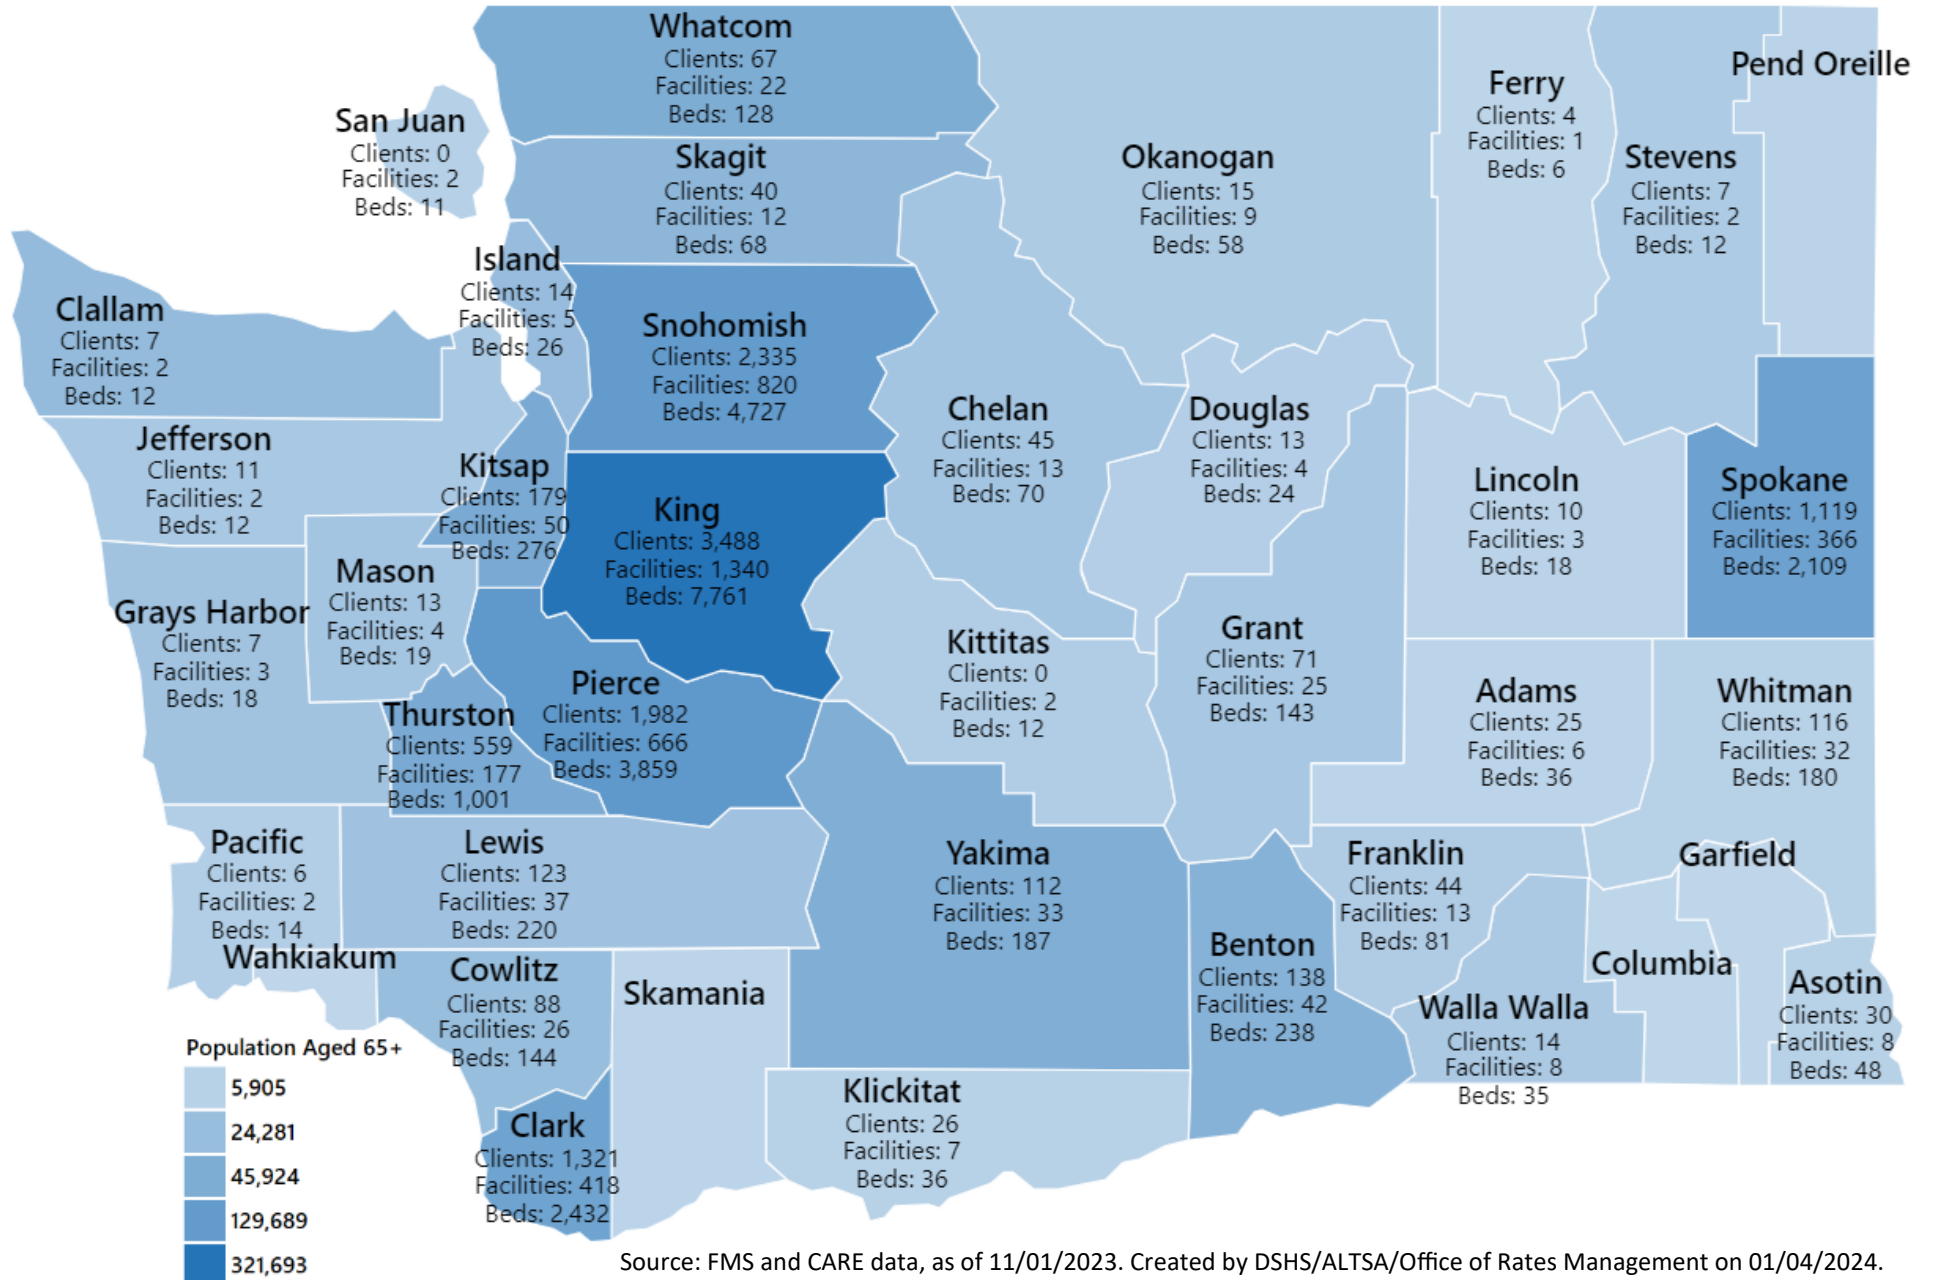 Whatcom
Clients: 67
Facilities: 22
Beds: 128
Pend Oreille
Ferry
Clients: 4
Facilities: 1
Beds: 6
San Juan
Clients: 0
Facilities: 2
Beds: 11
Skagit
Clients: 40
Facilities: 12
Beds: 68
Okanogan
Clients: 15
Facilities: 9
Beds: 58
Stevens
Clients: 7
Facilities: 2
Beds: 12
Island
Clients: 14
Facilities: 5
Beds: 26
Clallam
Clients: 7
Facilities: 2
Beds: 12
Snohomish
Clients: 2,335
Facilities: 820
Beds: 4,727
Chelan
Clients: 45
Facilities: 13
Beds: 70
Douglas
Clients: 13
Facilities: 4
Beds: 24
Jefferson
Clients: 11
Facilities: 2
Beds: 12
Kitsap
Clients: 179
Facilities: 50
Beds: 276
King
Clients: 3,488
Facilities: 1,340
Beds: 7,761
Lincoln
Clients: 10
Facilities: 3
Beds: 18
Spokane
Clients: 1,119
Facilities: 366
Beds: 2,109
Mason
Clients: 13
Facilities: 4
Beds: 19
Grays Harbor
Clients: 7
Facilities: 3
Beds: 18
Kittitas
Clients: 0
Facilities: 2
Beds: 12
Grant
Clients: 71
Facilities: 25
Beds: 143
Pierce
Clients: 1,982
Facilities: 666
Beds: 3,859
Thurston
Clients: 559
Facilities: 177
Beds: 1,001
Adams
Clients: 25
Facilities: 6
Beds: 36
Whitman
Clients: 116
Facilities: 32
Beds: 180
Pacific
Clients: 6
Facilities: 2
Beds: 14
Lewis
Clients: 123
Facilities: 37
Beds: 220
Yakima
Clients: 112
Facilities: 33
Beds: 187
Franklin
Clients: 44
Facilities: 13
Beds: 81
Garfield
Wahkiakum
Cowlitz
Clients: 88
Facilities: 26
Beds: 144
Skamania
Benton
Clients: 138
Facilities: 42
Beds: 238
Columbia
Walla Walla
Clients: 14
Facilities: 8
Beds: 35
Asotin
Clients: 30
Facilities: 8
Beds: 48
Klickitat
Clients: 26
Facilities: 7
Beds: 36
Clark
Clients: 1,321
Facilities: 418
Beds: 2,432
Population Aged 65+
5,905
24,281
45,924
129,689
321,693
Source: FMS and CARE data, as of 11/01/2023. Created by DSHS/ALTSA/Office of Rates Management on 01/04/2024.